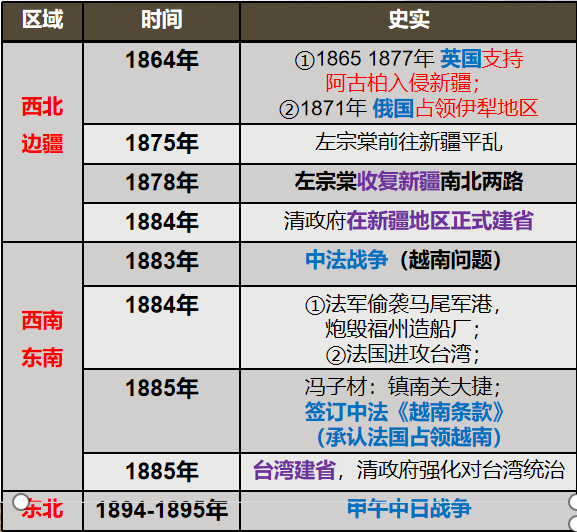 区域 时间 史实
西北
边疆
1864年
①1865 1877年 英国支持
阿古柏入侵新疆；
②1871年 俄国占领伊犁地区
1875年 左宗棠前往新疆平乱
1878年 左宗棠收复新疆南北两路
1884年 清政府在新疆地区正式建省
西南
东南
1883年 中法战争（越南问题）
1884年
①法军偷袭马尾军港，
炮毁福州造船厂；
②法国进攻台湾；
1885年 冯子材：镇南关大捷；
签订中法《越南条款》
（承认法国占领越南）
1885年 台湾建省，清政府强化对台湾统治
东北 1894-1895年 甲午中日战争